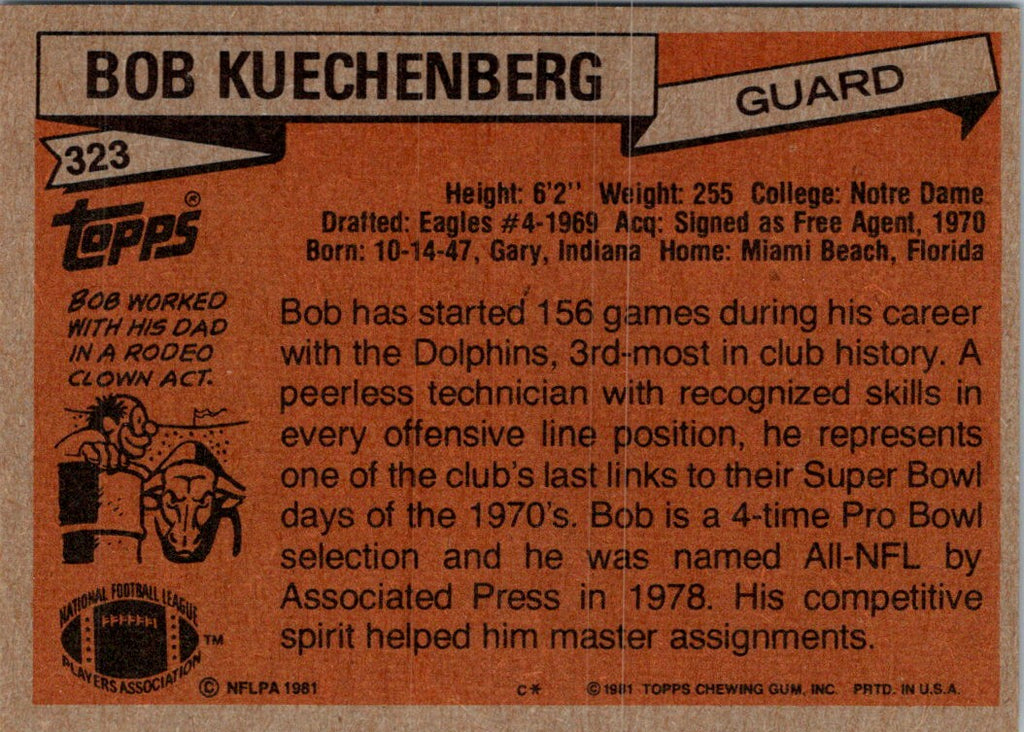 BOB KUECHENBERG
GUARD
323
Height: 6'2'' Weight: 255 College: Notre Dame
TOPPS®
Drafted: Eagles #4-1969 Acq: Signed as Free Agent, 1970
Born: 10-14-47, Gary, Indiana Home: Miami Beach, Florida
BOB WORKED
WITH HIS DAD
IN A RODEO
CLOWN ACT.
Bob has started 156 games during his career
with the Dolphins, 3rd-most in club history. A
peerless technician with recognized skills in
every offensive line position, he represents
one of the club's last links to their Super Bowl
days of the 1970's. Bob is a 4-time Pro Bowl
selection and he was named All-NFL by
Associated Press in 1978. His competitive
spirit helped him master assignments.
NATIONAL FOOTBALL LEAGUE
PLAYERS ASSOCIATION
™
© NFLPA 1981
C*
© 1981 TOPPS CHEWING GUM, INC. PRTD. IN U.S.A.